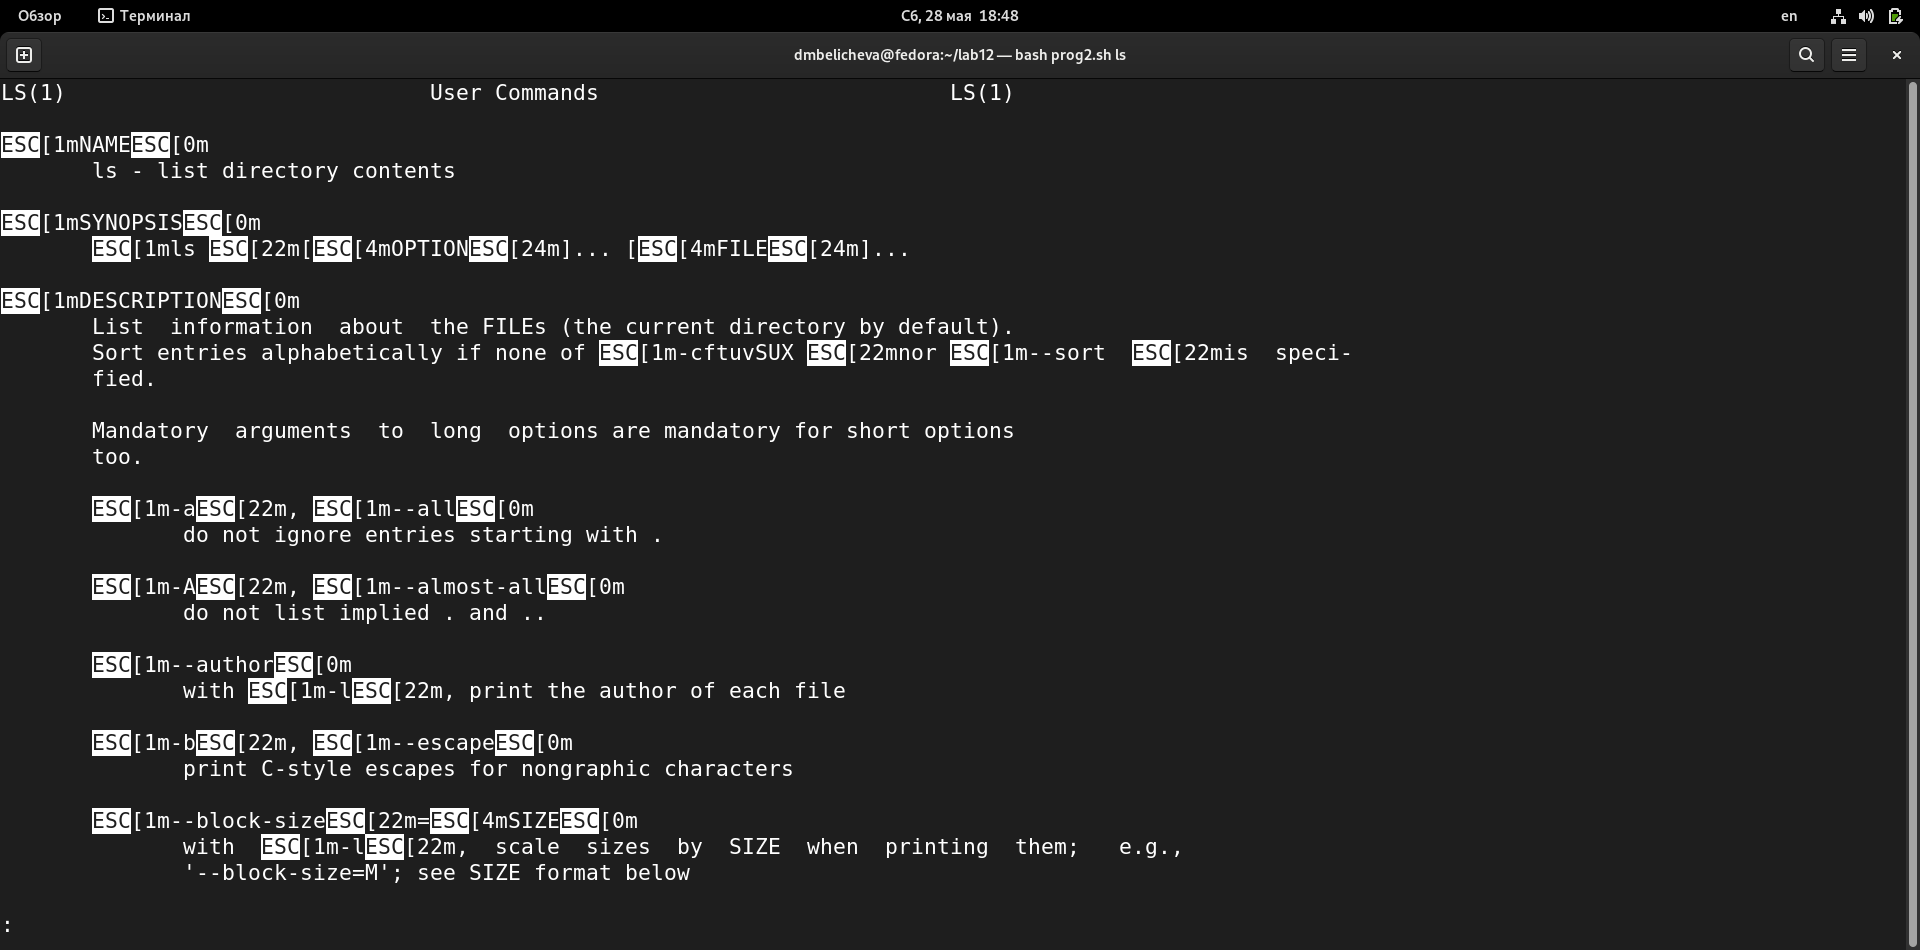 Обзор Терминал Сб, 28 мая 18:48 en
dmbelicheva@fedora:~/lab12 — bash prog2.sh ls
LS(1) User Commands LS(1)
ESC[1mNAMEESC[0m
ls - list directory contents
ESC[1mSYNOPSISESC[0m
ESC[1mls ESC[22m[ESC[4mOPTIONESC[24m]... [ESC[4mFILEESC[24m]...
ESC[1mDESCRIPTIONESC[0m
List information about the FILEs (the current directory by default).
Sort entries alphabetically if none of ESC[1m-cftuvSUX ESC[22mnor ESC[1m--sort ESC[22mis speci-
fied.
Mandatory arguments to long options are mandatory for short options
too.
ESC[1m-aESC[22m, ESC[1m--allESC[0m
do not ignore entries starting with .
ESC[1m-AESC[22m, ESC[1m--almost-allESC[0m
do not list implied . and ..
ESC[1m--authorESC[0m
with ESC[1m-lESC[22m, print the author of each file
ESC[1m-bESC[22m, ESC[1m--escapeESC[0m
print C-style escapes for nongraphic characters
ESC[1m--block-sizeESC[22m=ESC[4mSIZEESC[0m
with ESC[1m-lESC[22m, scale sizes by SIZE when printing them; e.g.,
'--block-size=M'; see SIZE format below
: